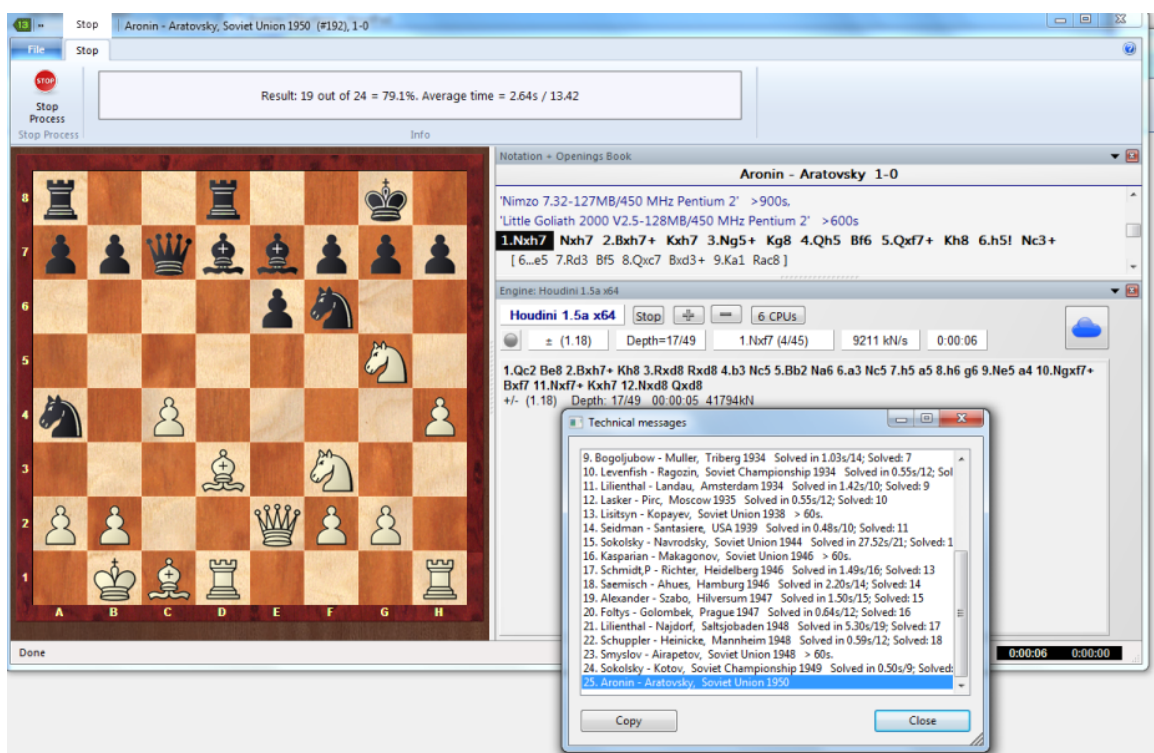 13 Stop Aronin - Aratovsky, Soviet Union 1950 (#192), 1-0
File Stop
STOP
Stop
Process
Result: 19 out of 24 = 79.1%. Average time = 2.64s / 13.42
Stop Process
Info
Notation + Openings Book
Aronin - Aratovsky 1-0
'Nimzo 7.32-127MB/450 MHz Pentium 2' >900s,
'Little Goliath 2000 V2.5-128MB/450 MHz Pentium 2' >600s
1.Nxh7 Nxh7 2.Bxh7+ Kxh7 3.Ng5+ Kg8 4.Qh5 Bf6 5.Qxf7+ Kh8 6.h5! Nc3+
[ 6...e5 7.Rd3 Bf5 8.Qxc7 Bxd3+ 9.Ka1 Rac8 ]
Engine: Houdini 1.5a x64
Houdini 1.5a x64 Stop 6 CPUs
± (1.18) Depth=17/49 1.Nxf7 (4/45) 9211 kN/s 0:00:06
1.Qc2 Be8 2.Bxh7+ Kh8 3.Rxd8 Rxd8 4.b3 Nc5 5.Bb2 Na6 6.a3 Nc5 7.h5 a5 8.h6 g6 9.Ne5 a4 10.Ngxf7+
Bxf7 11.Nxf7+ Kxh7 12.Nxd8 Qxd8
+/- (1.18) Depth: 17/49 00:00:05 41794kN
8
7
6
5
4
3
2
1
A B C D E F G H
Technical messages
9. Bogoljubow - Muller, Triberg 1934 Solved in 1.03s/14; Solved: 7
10. Levenfish - Ragozin, Soviet Championship 1934 Solved in 0.55s/12; Sol
11. Lilienthal - Landau, Amsterdam 1934 Solved in 1.42s/10; Solved: 9
12. Lasker - Pirc, Moscow 1935 Solved in 0.55s/12; Solved: 10
13. Lisitsyn - Kopayev, Soviet Union 1938 > 60s.
14. Seidman - Santasiere, USA 1939 Solved in 0.48s/10; Solved: 11
15. Sokolsky - Navrodsky, Soviet Union 1944 Solved in 27.52s/21; Solved: 1
16. Kasparian - Makagonov, Soviet Union 1946 > 60s.
17. Schmidt,P - Richter, Heidelberg 1946 Solved in 1.49s/16; Solved: 13
18. Saemisch - Ahues, Hamburg 1946 Solved in 2.20s/14; Solved: 14
19. Alexander - Szabo, Hilversum 1947 Solved in 1.50s/15; Solved: 15
20. Foltys - Golombek, Prague 1947 Solved in 0.64s/12; Solved: 16
21. Lilienthal - Najdorf, Saltsjobaden 1948 Solved in 5.30s/19; Solved: 17
22. Schuppler - Heinicke, Mannheim 1948 Solved in 0.59s/12; Solved: 18
23. Smyslov - Airapetov, Soviet Union 1948 > 60s.
24. Sokolsky - Kotov, Soviet Championship 1949 Solved in 0.50s/9; Solved:
25. Aronin - Aratovsky, Soviet Union 1950
Copy Close
Done
0:00:06 0:00:00